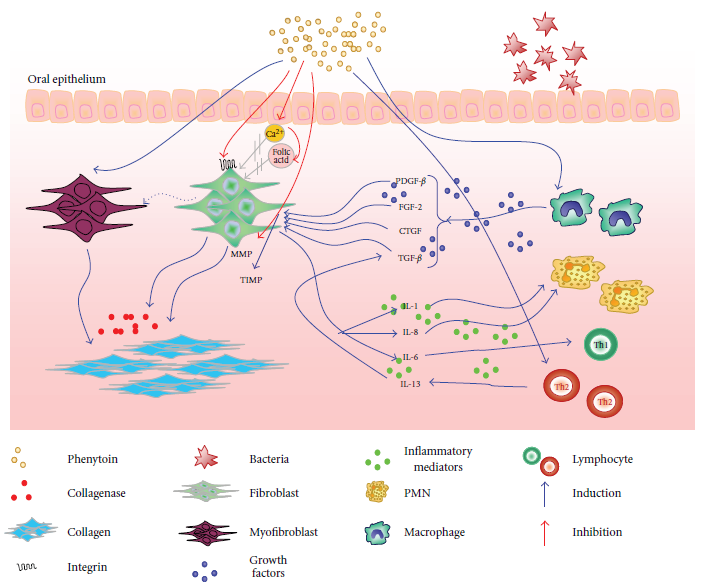 Oral epithelium
Ca2+
Folic
acid
PDGF-β
FGF-2
CTGF
TGF-β
MMP
TIMP
IL-1
IL-8
IL-6
IL-13
Th1
Th2
Th2
Phenytoin
Bacteria
Inflammatory
mediators
Lymphocyte
Collagenase
Fibroblast
PMN
Induction
Collagen
Myofibroblast
Macrophage
Inhibition
Integrin
Growth
factors